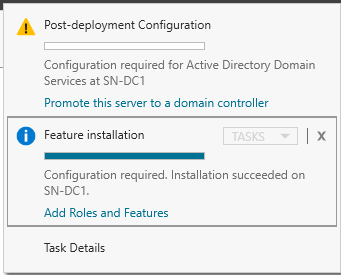 Post-deployment Configuration
Configuration required for Active Directory Domain
Services at SN-DC1
Promote this server to a domain controller
Feature installation
TASKS
X
Configuration required. Installation succeeded on
SN-DC1.
Add Roles and Features
Task Details